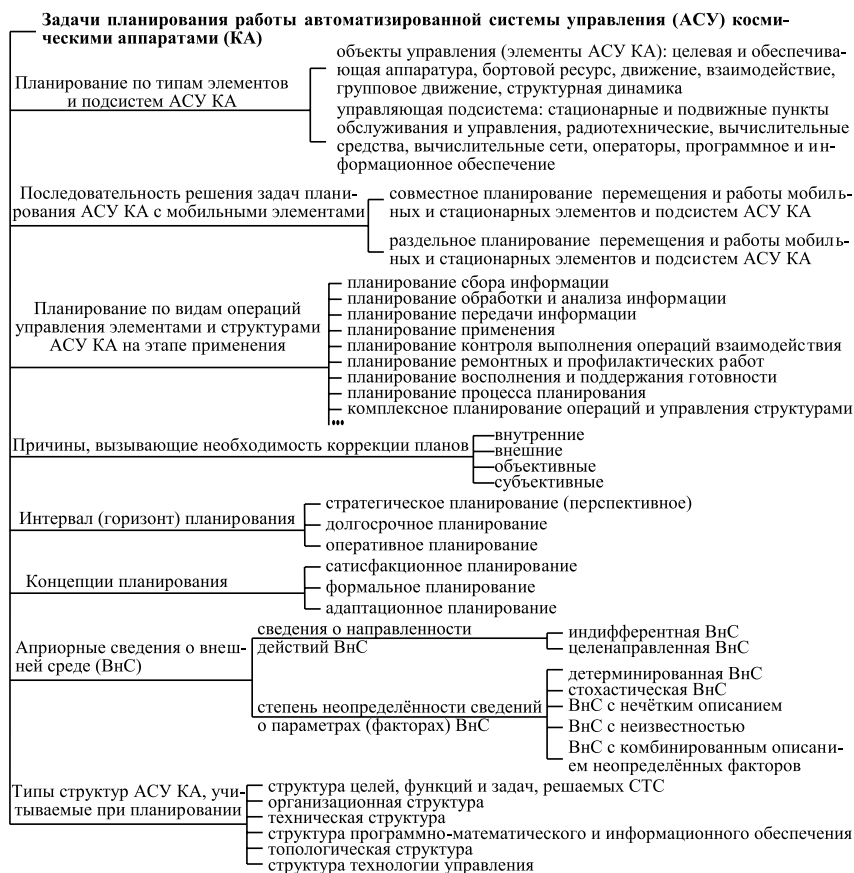 Задачи планирования работы автоматизированной системы управления (АСУ) косми-
ческими аппаратами (КА)
Планирование по типам элементов
и подсистем АСУ КА
объекты управления (элементы АСУ КА): целевая и обеспечива-
ющая аппаратура, бортовой ресурс, движение, взаимодействие,
групповое движение, структурная динамика
управляющая подсистема: стационарные и подвижные пункты
обслуживания и управления, радиотехнические, вычислительные
средства, вычислительные сети, операторы, программное и ин-
формационное обеспечение
Последовательность решения задач плани-
рования АСУ КА с мобильными элементами
совместное планирование перемещения и работы мобиль-
ных и стационарных элементов и подсистем АСУ КА
раздельное планирование перемещения и работы мобиль-
ных и стационарных элементов и подсистем АСУ КА
Планирование по видам операций
управления элементами и структурами
АСУ КА на этапе применения
планирование сбора информации
планирование обработки и анализа информации
планирование передачи информации
планирование применения
планирование контроля выполнения операций взаимодействия
планирование ремонтных и профилактических работ
планирование восполнения и поддержания готовности
планирование процесса планирования
комплексное планирование операций и управления структурами
...
Причины, вызывающие необходимость коррекции планов
внутренние
внешние
объективные
субъективные
Интервал (горизонт) планирования
стратегическое планирование (перспективное)
долгосрочное планирование
оперативное планирование
Концепции планирования
сатисфакционное планирование
формальное планирование
адаптационное планирование
Априорные сведения о внеш-
ней среде (ВнС)
сведения о направленности
действий ВнС
индифферентная ВнС
целенаправленная ВнС
степень неопределённости сведений
о параметрах (факторах) ВнС
детерминированная ВнС
стохастическая ВнС
ВнС с нечётким описанием
ВнС с неизвестностью
ВнС с комбинированным описани-
ем неопределённых факторов
Типы структур АСУ КА, учи-
тываемые при планировании
структура целей, функций и задач, решаемых СТС
организационная структура
техническая структура
структура программно-математического и информационного обеспечения
топологическая структура
структура технологии управления